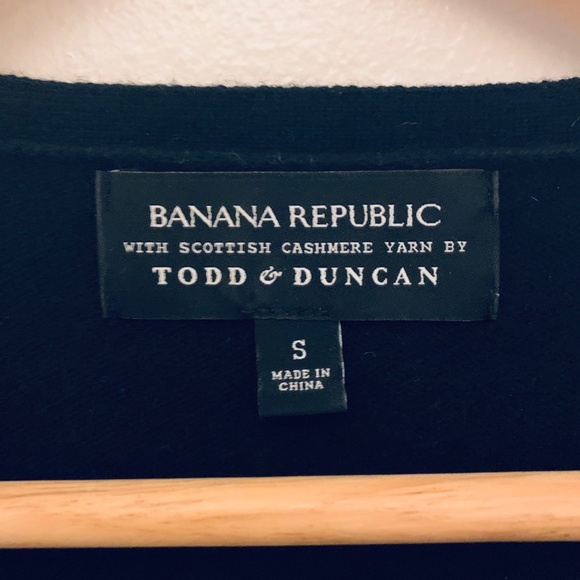 BANANA REPUBLIC
WITH SCOTTISH CASHMERE YARN BY
TODD & DUNCAN
S
MADE IN
CHINA